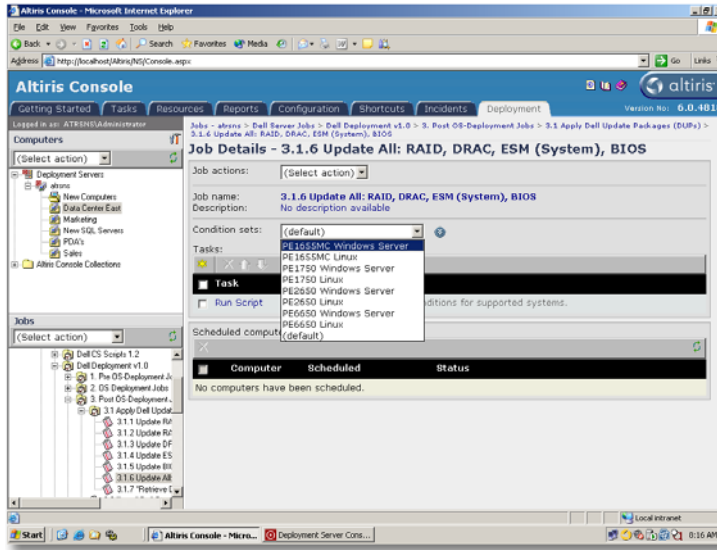 Altiris Console - Microsoft Internet Explorer
File Edit View Favorites Tools Help
Back Search Favorites Media
Address http://localhost/Altiris/NS/Console.aspx Go Links
Altiris Console
altiris
Getting Started Tasks Resources Reports Configuration Shortcuts Incidents Deployment
Version No: 6.0.481
Logged in as: ATRSNS\Administrator
Jobs - atrsns > Dell Server Jobs > Dell Deployment v1.0 > 3. Post OS-Deployment Jobs > 3.1 Apply Dell Update Packages (DUPs) >
3.1.6 Update All: RAID, DRAC, ESM (System), BIOS
Computers
(Select action)
Deployment Servers
atrsns
New Computers
Data Center East
Marketing
New SQL Servers
PDA's
Sales
Altiris Console Collections
Job Details - 3.1.6 Update All: RAID, DRAC, ESM (System), BIOS
Job actions: (Select action)
Job name: 3.1.6 Update All: RAID, DRAC, ESM (System), BIOS
Description: No description available
Condition sets: (default)
PE1655MC Windows Server
PE1655MC Linux
PE1750 Windows Server
PE1750 Linux
PE2650 Windows Server
PE2650 Linux
PE6650 Windows Server
PE6650 Linux
(default)
Tasks:
Task
Run Script
nditions for supported systems.
Scheduled compute
Computer Scheduled Status
No computers have been scheduled.
Jobs
(Select action)
Dell CS Scripts 1.2
Dell Deployment v1.0
1. Pre OS-Deployment Jo
2. OS Deployment Jobs
3. Post OS-Deployment
3.1 Apply Dell Updat
3.1.1 Update RA
3.1.2 Update RA
3.1.3 Update DF
3.1.4 Update ES
3.1.5 Update BIO
3.1.6 Update All:
3.1.7 "Retrieve D
Local intranet
Start Altiris Console - Micro... Deployment Server Cons... 8:16 AM